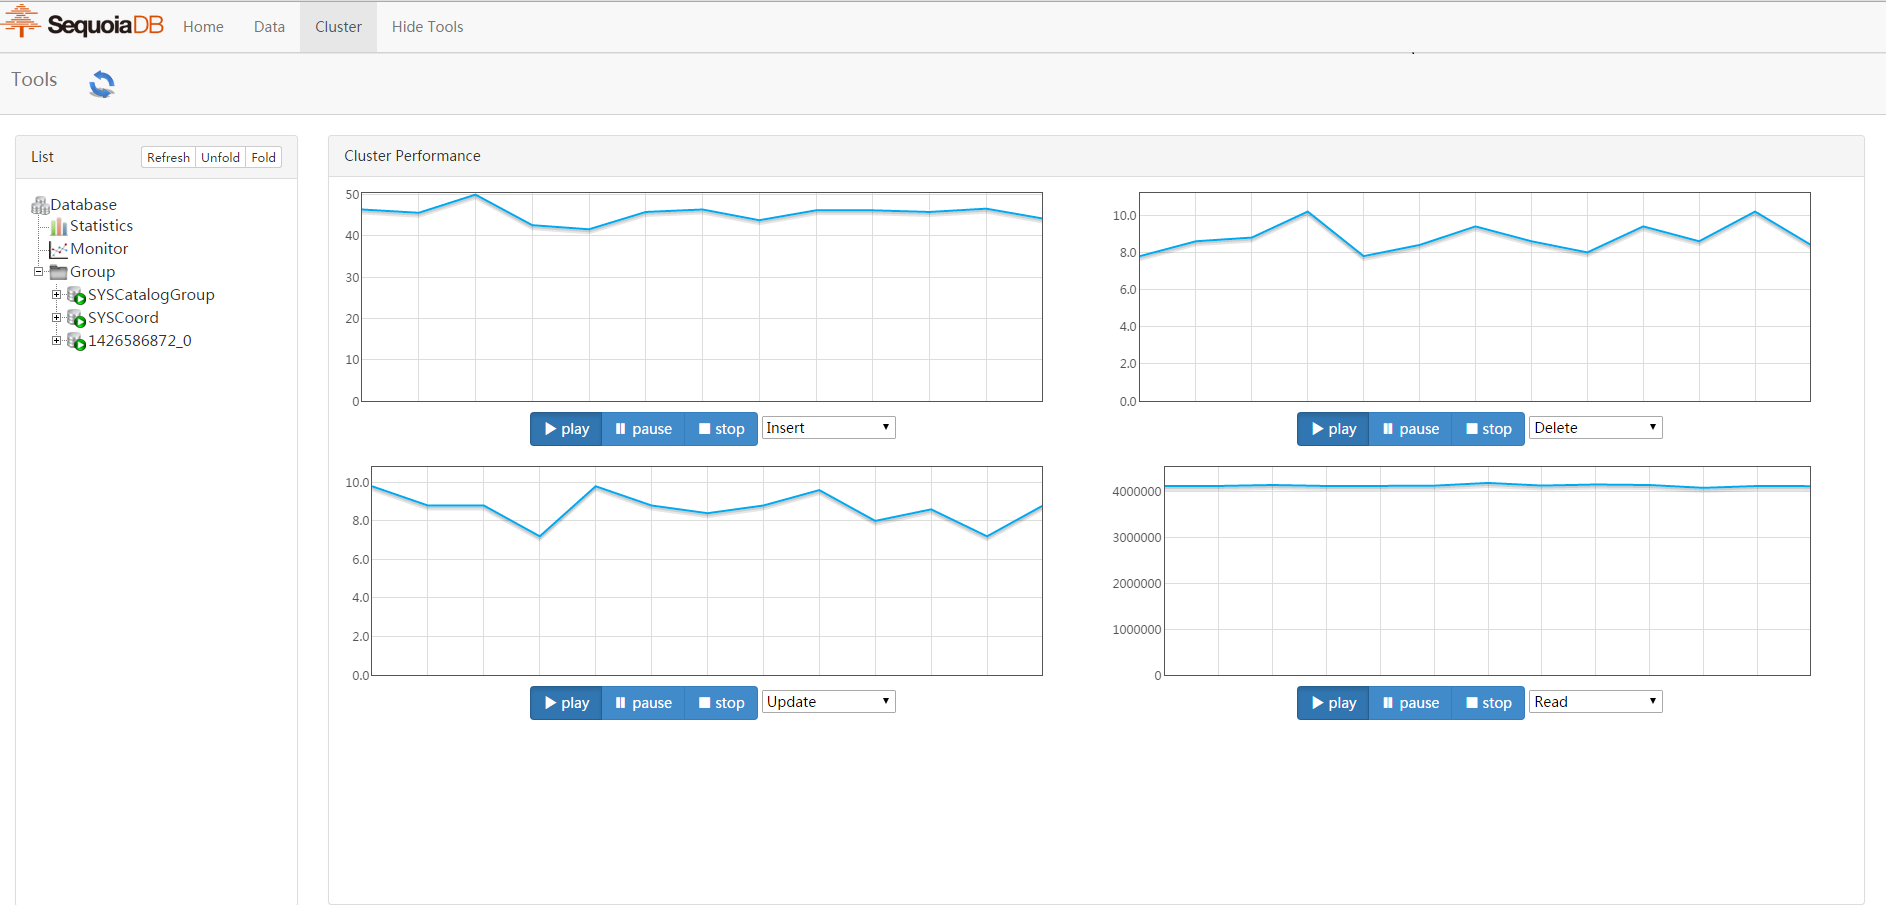 SequoiaDB Home Data Cluster Hide Tools
Tools
List Refresh Unfold Fold
Database
Statistics
Monitor
Group
SYSCatalogGroup
SYSCoord
1426586872_0
Cluster Performance
50
40
30
20
10
0
play pause stop Insert
10.0
8.0
6.0
4.0
2.0
0.0
play pause stop Delete
10.0
8.0
6.0
4.0
2.0
0.0
play pause stop Update
4000000
3000000
2000000
1000000
0
play pause stop Read